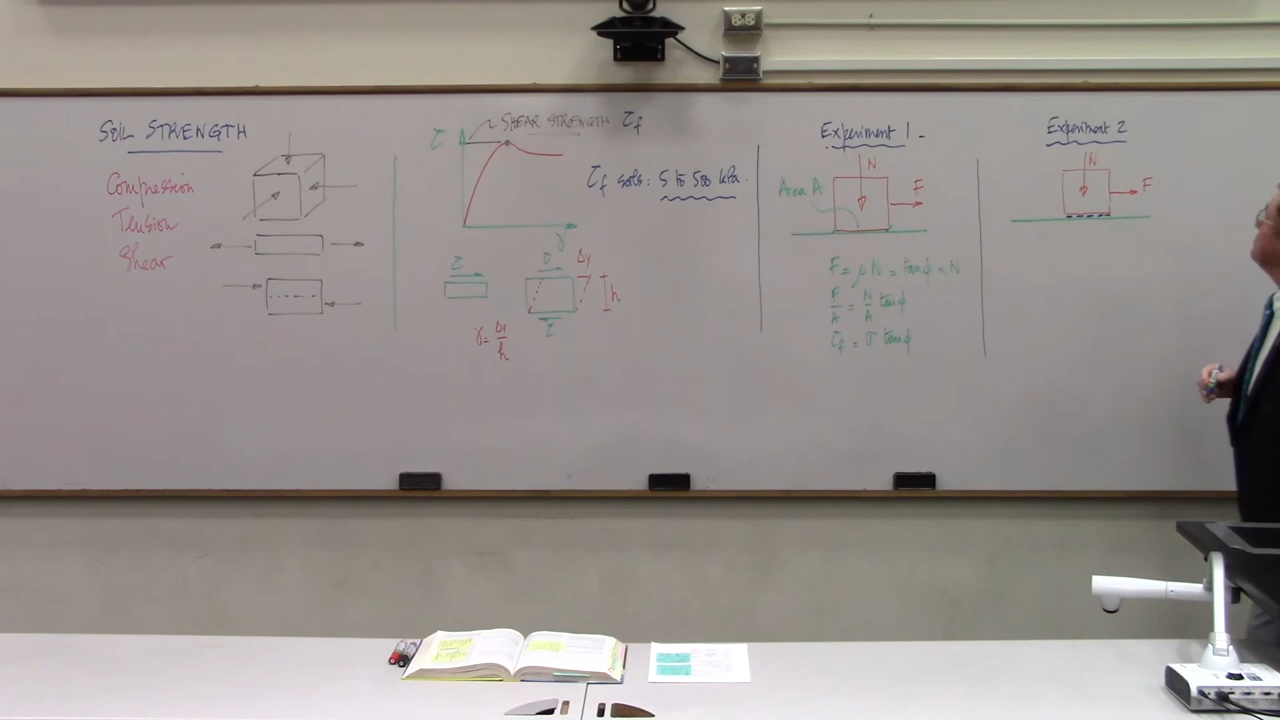 SOIL STRENGTH
Compression
Tension
Shear
τ
SHEAR STRENGTH τf
γ
τf soils: 5 to 500 kPa.
τ
τ
Δy
h
τ
γ = Δy/h
Experiment 1
N
Area A
F
F = μ N = tanϕ × N
F/A = N/A tanϕ
τf = σ tanϕ
Experiment 2
N
F